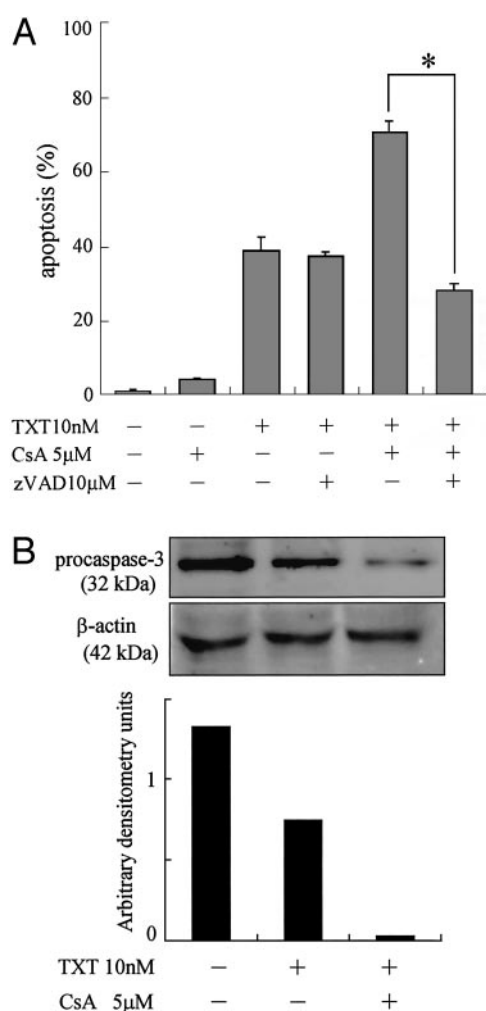 A
100
80
60
40
20
0
apoptosis (%)
*
TXT10nM − − + + + +
CsA 5μM − + − − + +
zVAD10μM − − − + − +
B
procaspase-3
(32 kDa)
β-actin
(42 kDa)
Arbitrary densitometry units
1
0
TXT 10nM − + +
CsA 5μM − − +